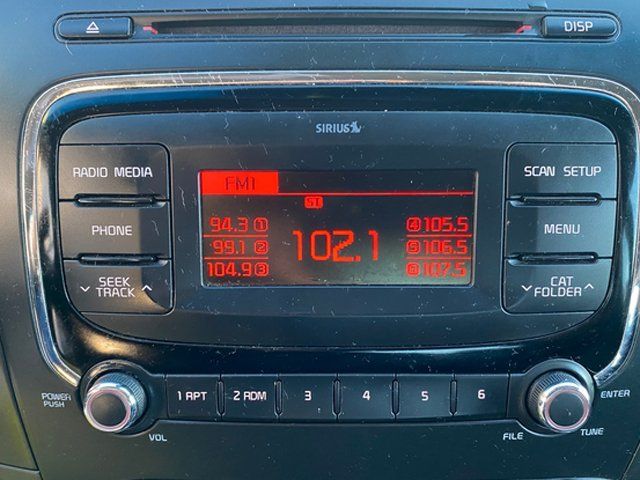 DISP
SIRIUS
RADIO MEDIA
SCAN SETUP
FM1
ST
94.3 1
4 105.5
PHONE
99.1 2
102.1
5 106.5
MENU
104.9 3
6 107.5
SEEK
TRACK
CAT
FOLDER
POWER
PUSH
1 RPT
2 RDM
3
4
5
6
ENTER
VOL
FILE
TUNE